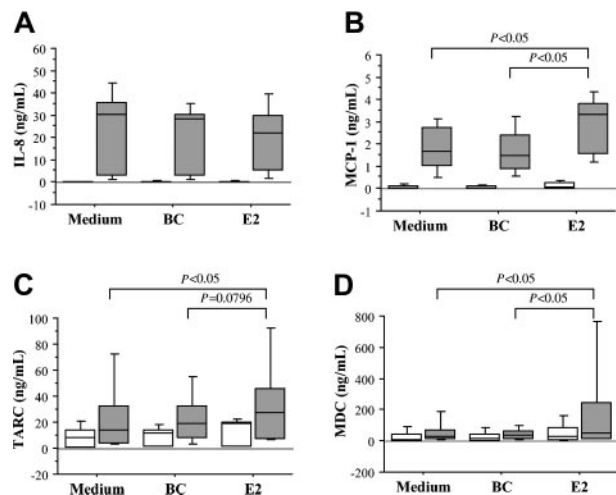 A
IL-8 (ng/mL)
60
50
40
30
20
10
0
-10
Medium BC E2
B
P<0.05
P<0.05
MCP-1 (ng/mL)
6
5
4
3
2
1
0
-1
Medium BC E2
C
P<0.05
P=0.0796
TARC (ng/mL)
100
80
60
40
20
0
-20
Medium BC E2
D
P<0.05
P<0.05
MDC (ng/mL)
800
600
400
200
0
-200
Medium BC E2